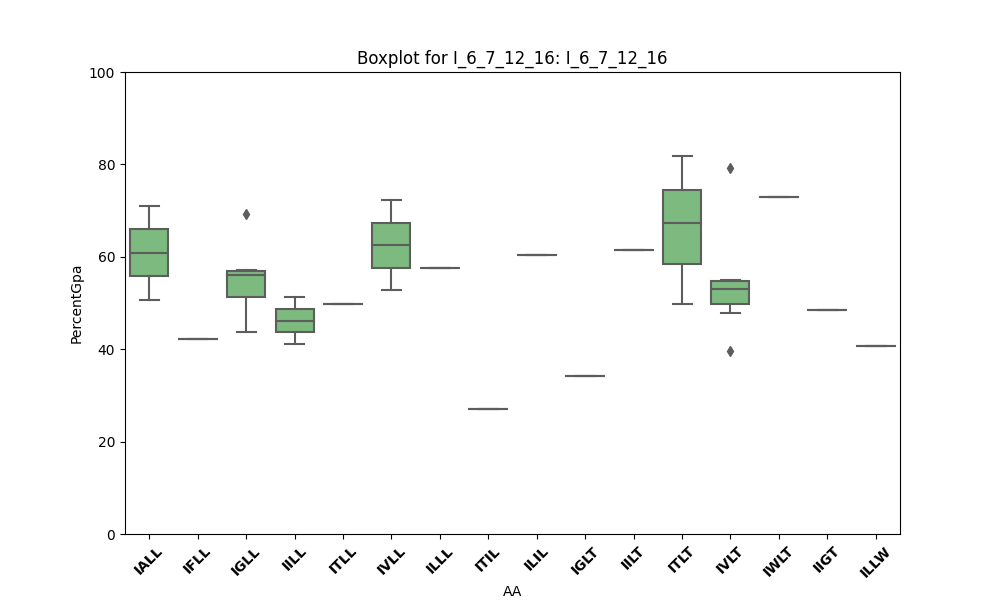 Boxplot for I_6_7_12_16: I_6_7_12_16
100
80
60
40
20
0
PercentGpa
IALL
IFLL
IGLL
IILL
ITLL
IVLL
ILLL
ITIL
ILIL
IGLT
IILT
ITLT
IVLT
IWLT
IIGT
ILLW
AA